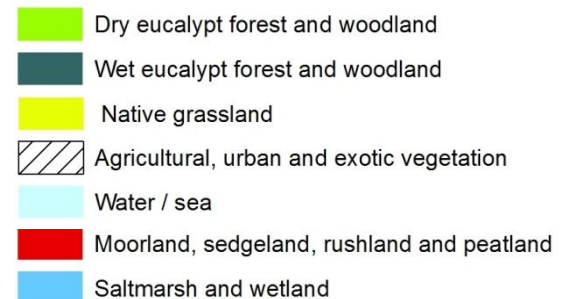 Dry eucalypt forest and woodland
Wet eucalypt forest and woodland
Native grassland
Agricultural, urban and exotic vegetation
Water / sea
Moorland, sedgeland, rushland and peatland
Saltmarsh and wetland